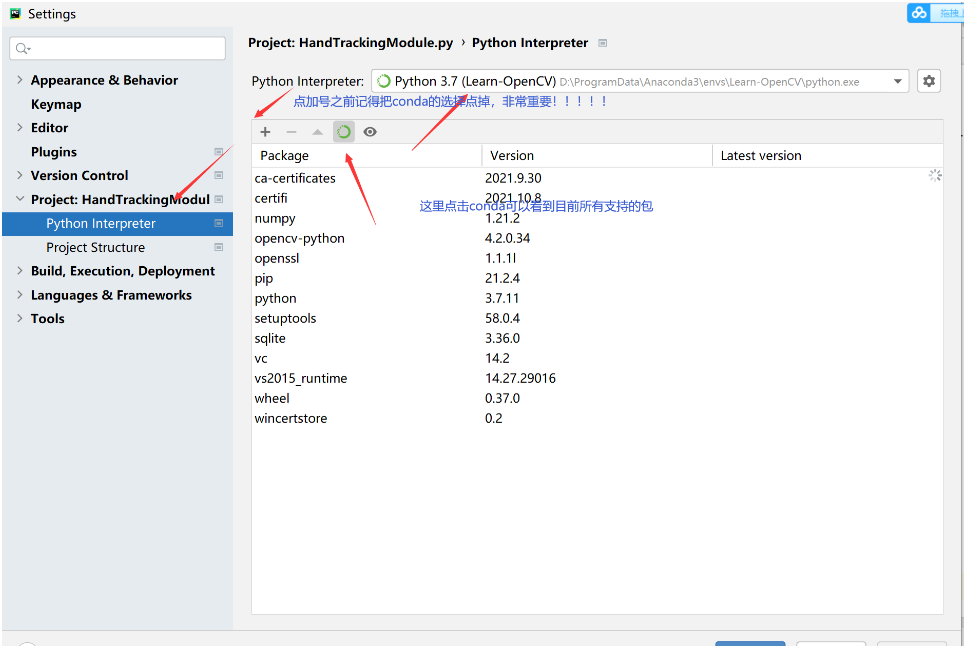 Settings
拖拽上
Project: HandTrackingModule.py › Python Interpreter
Appearance & Behavior
Keymap
Editor
Plugins
Version Control
Project: HandTrackingModul
Python Interpreter
Project Structure
Build, Execution, Deployment
Languages & Frameworks
Tools
Python Interpreter: Python 3.7 (Learn-OpenCV) D:\ProgramData\Anaconda3\envs\Learn-OpenCV\python.exe
点加号之前记得把conda的选择点掉，非常重要！！！！！
Package Version Latest version
ca-certificates 2021.9.30
certifi 2021.10.8
这里点击conda可以看到目前所有支持的包
numpy 1.21.2
opencv-python 4.2.0.34
openssl 1.1.1l
pip 21.2.4
python 3.7.11
setuptools 58.0.4
sqlite 3.36.0
vc 14.2
vs2015_runtime 14.27.29016
wheel 0.37.0
wincertstore 0.2